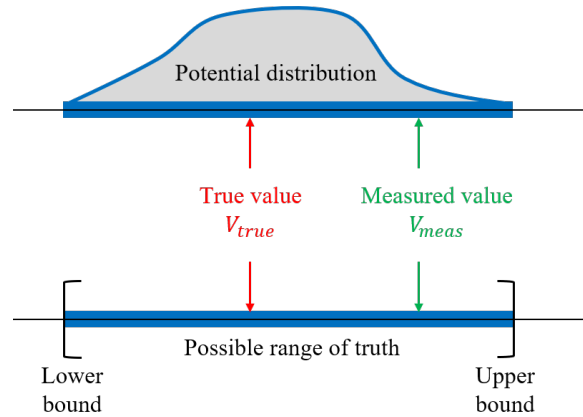 Potential distribution
True value
V_true
Measured value
V_meas
Possible range of truth
Lower
bound
Upper
bound